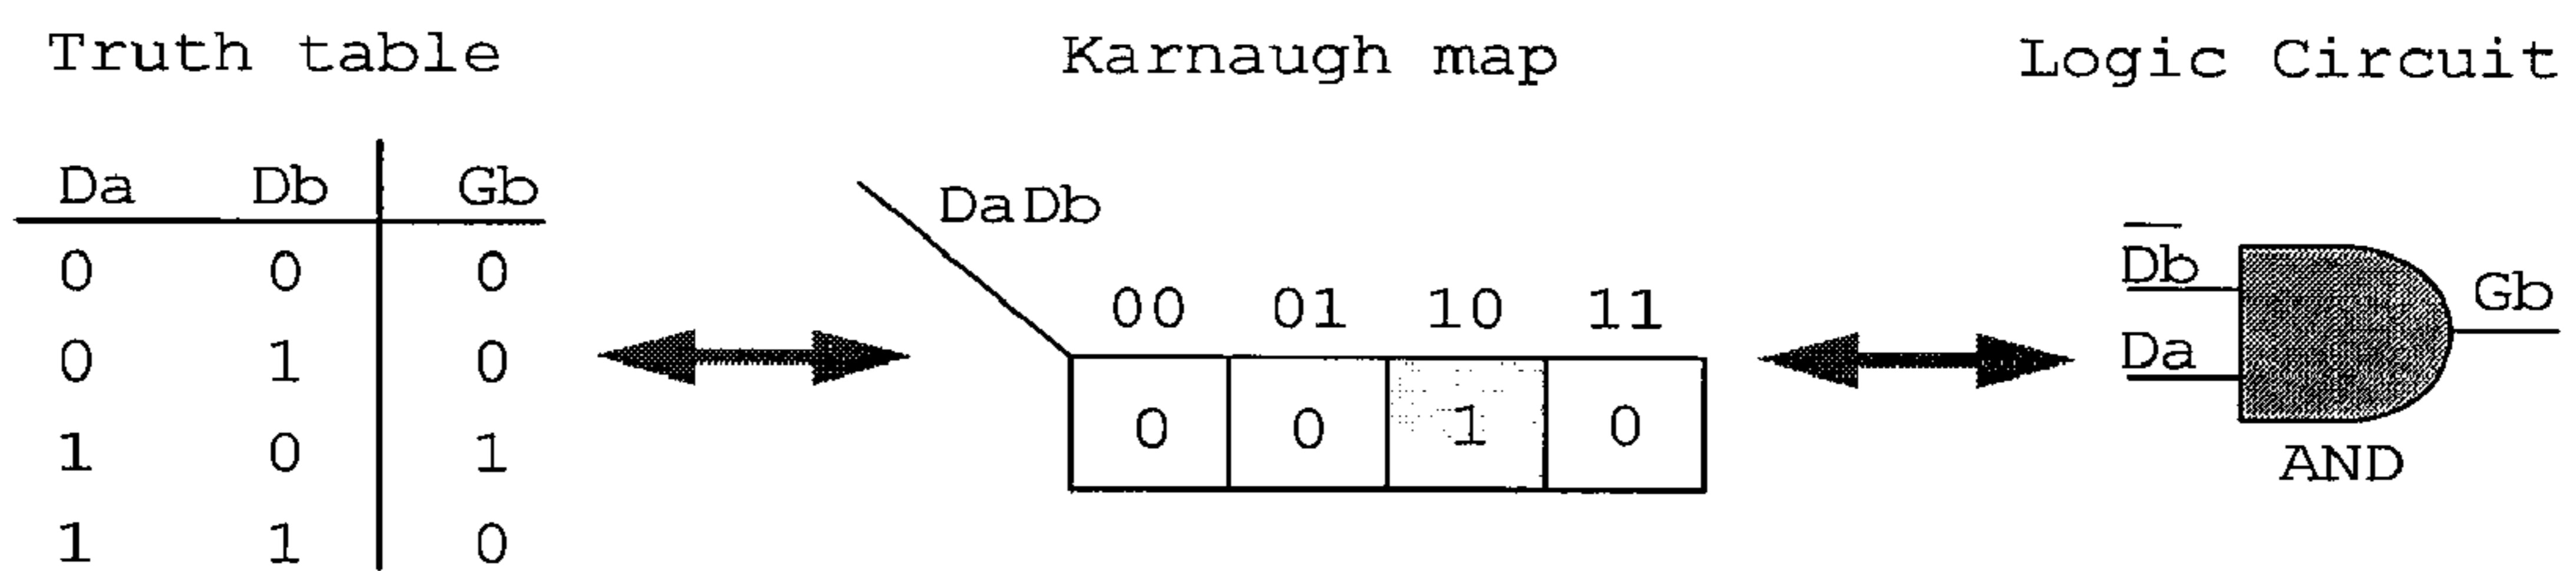 Truth table
Karnaugh map
Logic Circuit
Da Db Gb
0 0 0
0 1 0
1 0 1
1 1 0
DaDb
00 01 10 11
0 0 1 0
D̅b̅
Da
Gb
AND